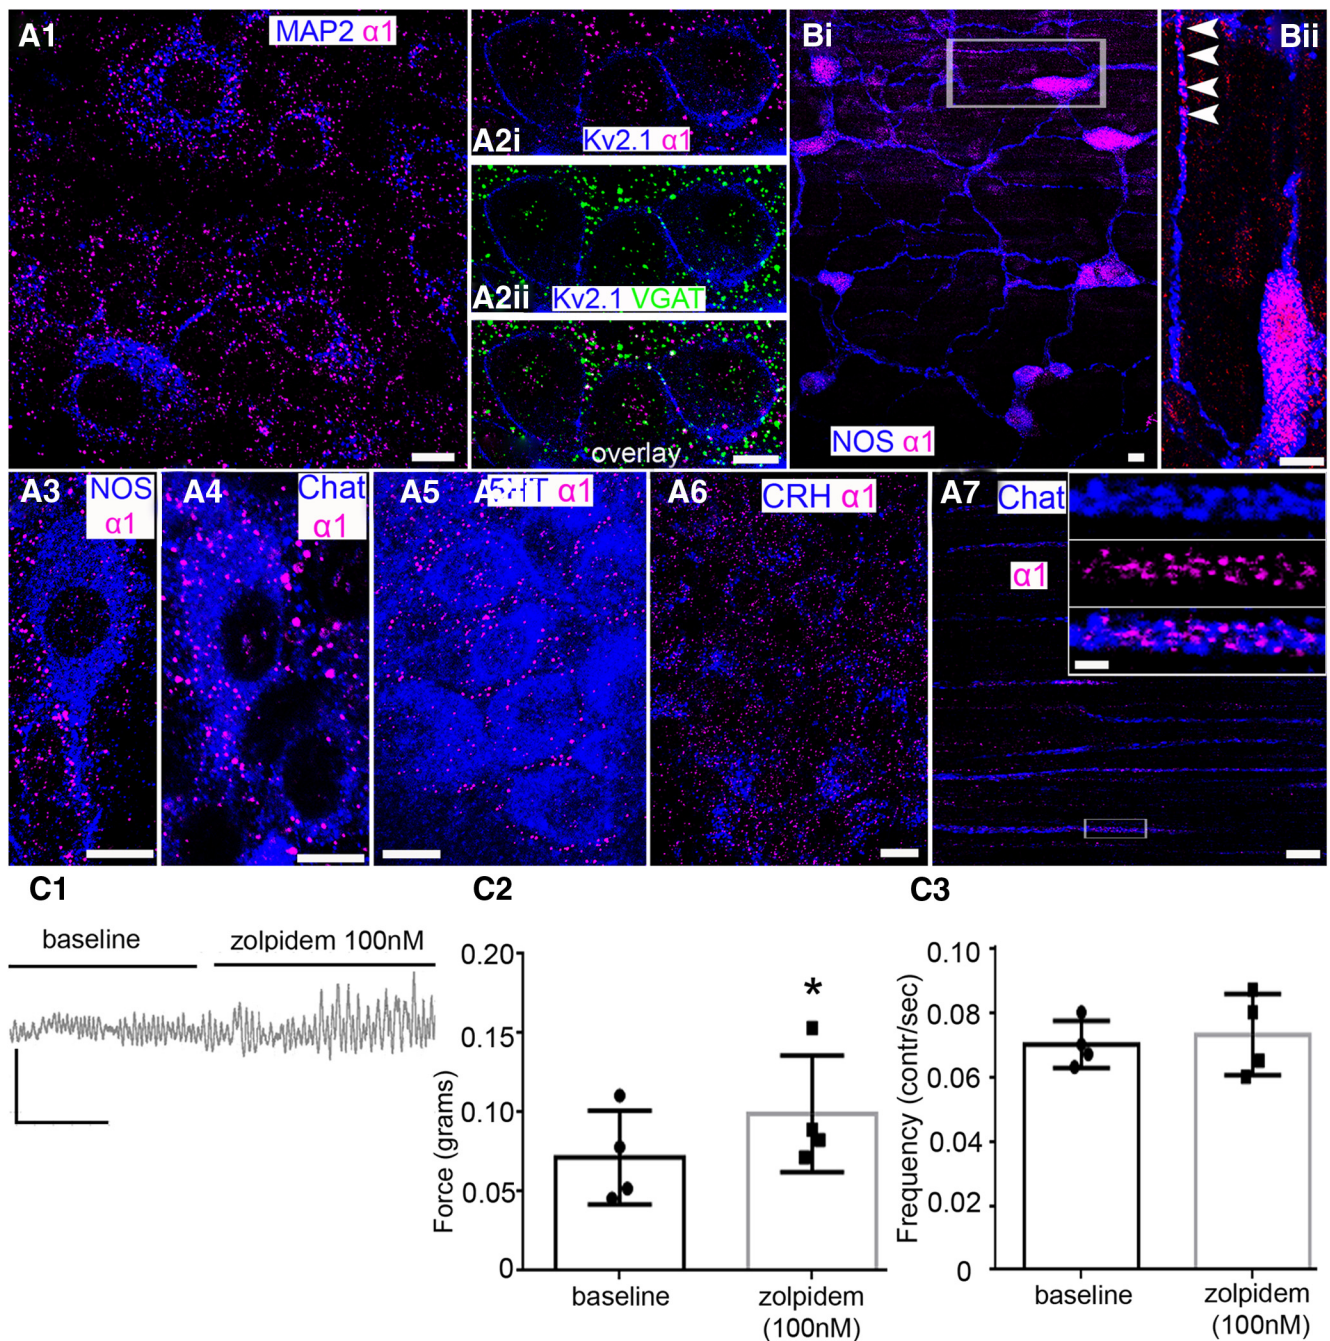 A1
MAP2 α1
A2i
Kv2.1 α1
A2ii
Kv2.1 VGAT
overlay
Bi
NOS α1
Bii
A3
NOS
α1
A4
Chat
α1
A5
5HT α1
A6
CRH α1
A7
Chat
α1
C1
baseline
zolpidem 100nM
C2
Force (grams)
0.20
0.15
0.10
0.05
0
*
baseline
zolpidem
(100nM)
C3
Frequency (contr/sec)
0.10
0.08
0.06
0.04
0.02
0
baseline
zolpidem
(100nM)